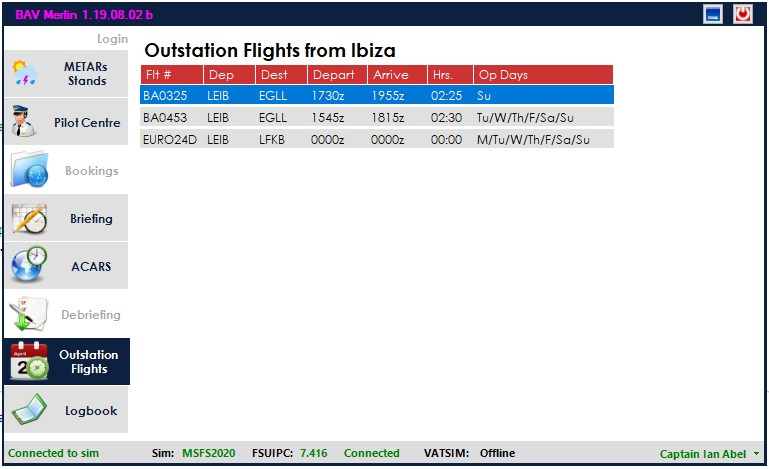 BAV Merlin 1.19.08.02 b
Login
METARs
Stands
Pilot Centre
Bookings
Briefing
ACARS
Debriefing
April
2
Outstation
Flights
Logbook
Outstation Flights from Ibiza
Flt # Dep Dest Depart Arrive Hrs. Op Days
BA0325 LEIB EGLL 1730z 1955z 02:25 Su
BA0453 LEIB EGLL 1545z 1815z 02:30 Tu/W/Th/F/Sa/Su
EURO24D LEIB LFKB 0000z 0000z 00:00 M/Tu/W/Th/F/Sa/Su
Connected to sim Sim: MSFS2020 FSUIPC: 7.416 Connected VATSIM: Offline Captain Ian Abel